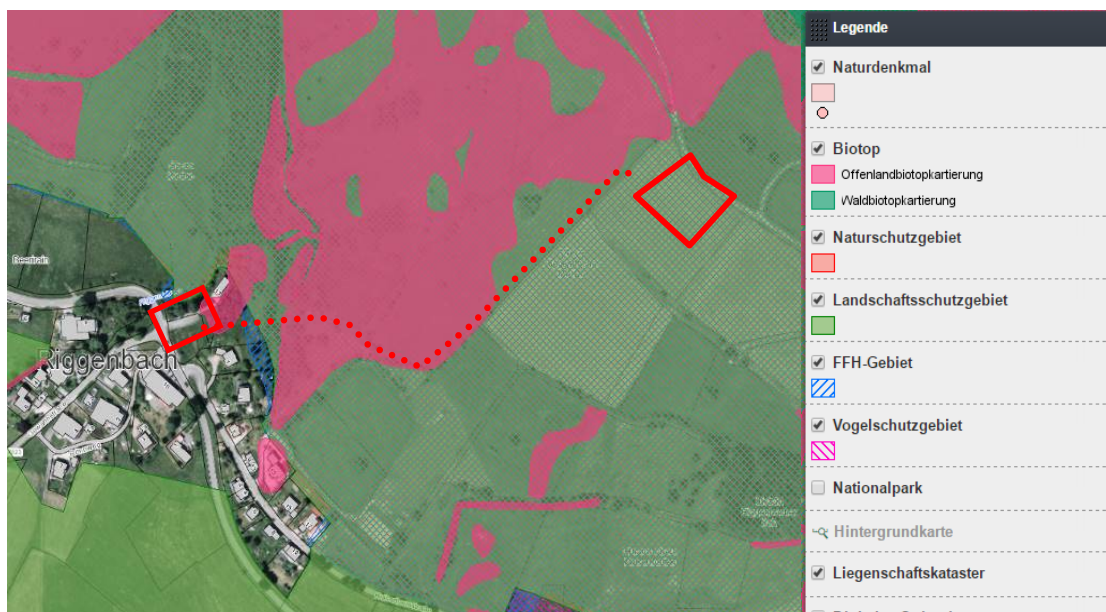 Riggenbach
Legende
Naturdenkmal
Biotop
Offenlandbiotopkartierung
Waldbiotopkartierung
Naturschutzgebiet
Landschaftsschutzgebiet
FFH-Gebiet
Vogelschutzgebiet
Nationalpark
Hintergrundkarte
Liegenschaftskataster